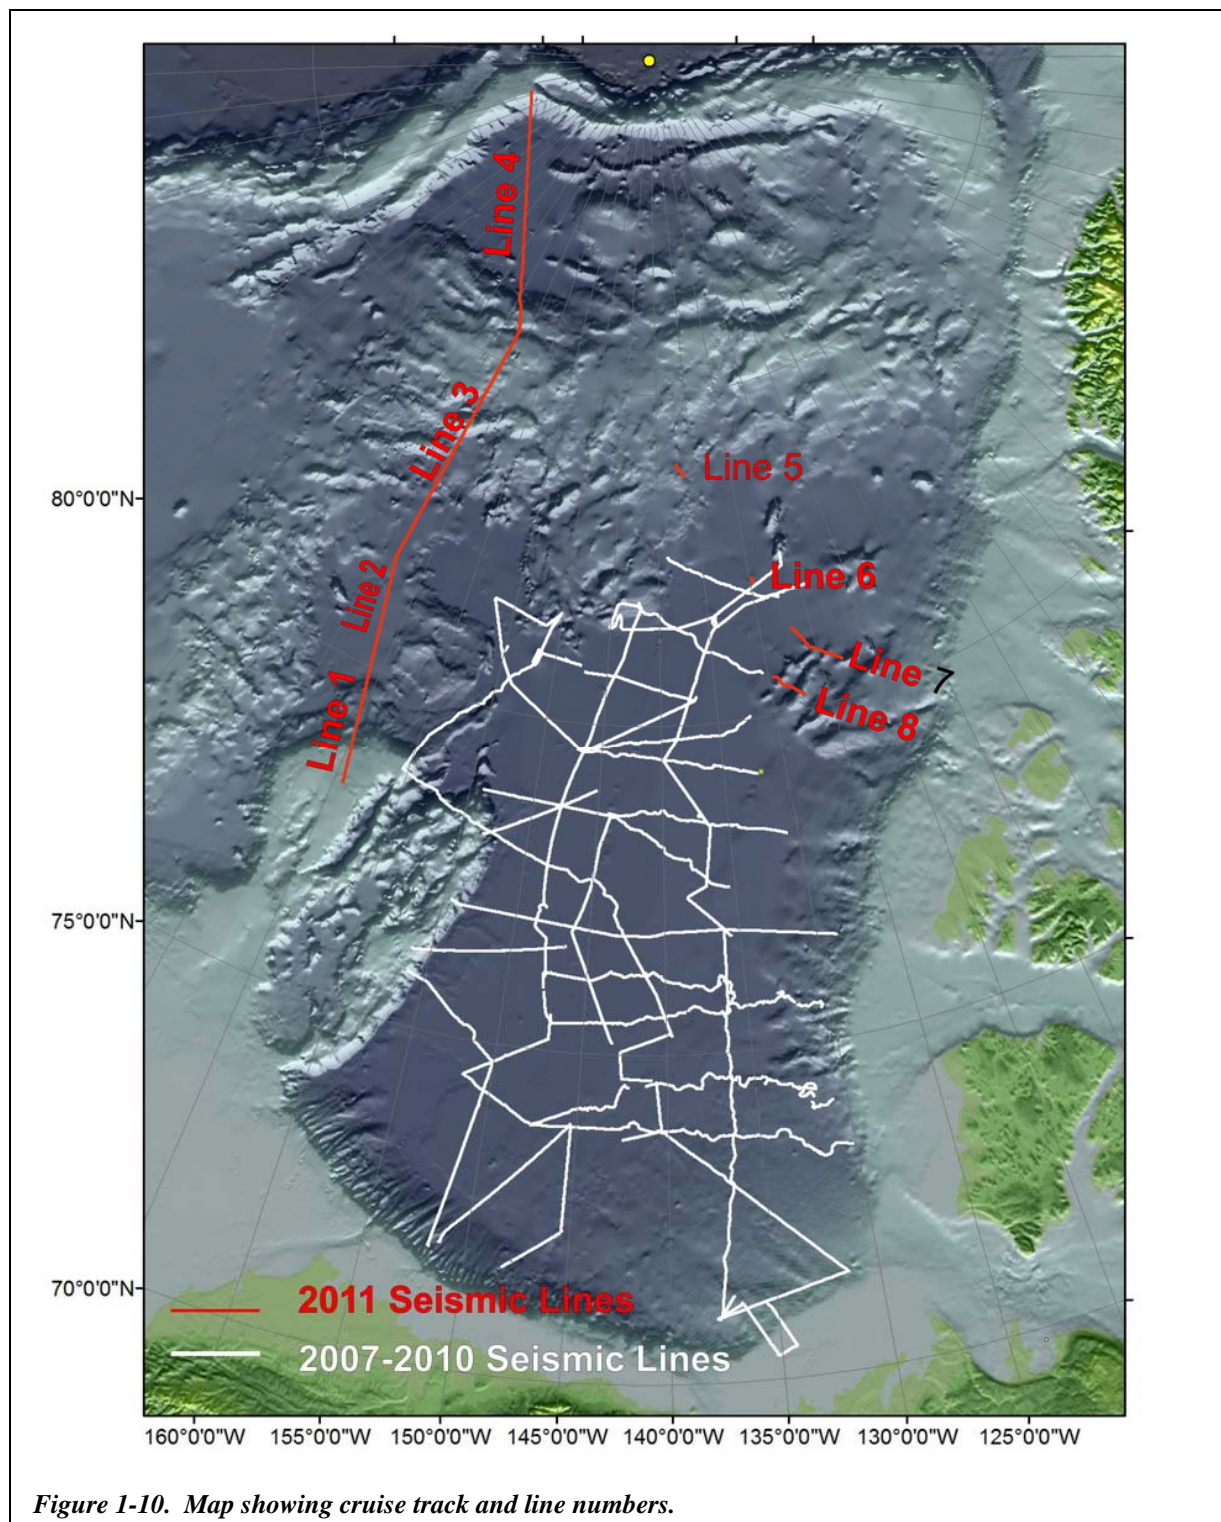 Line 4
Line 3
80°0'0"N
Line 5
Line 2
Line 6
Line 1
Line 7
Line 8
75°0'0"N
70°0'0"N
2011 Seismic Lines
2007-2010 Seismic Lines
160°0'0"W 155°0'0"W 150°0'0"W 145°0'0"W 140°0'0"W 135°0'0"W 130°0'0"W 125°0'0"W
Figure 1-10. Map showing cruise track and line numbers.